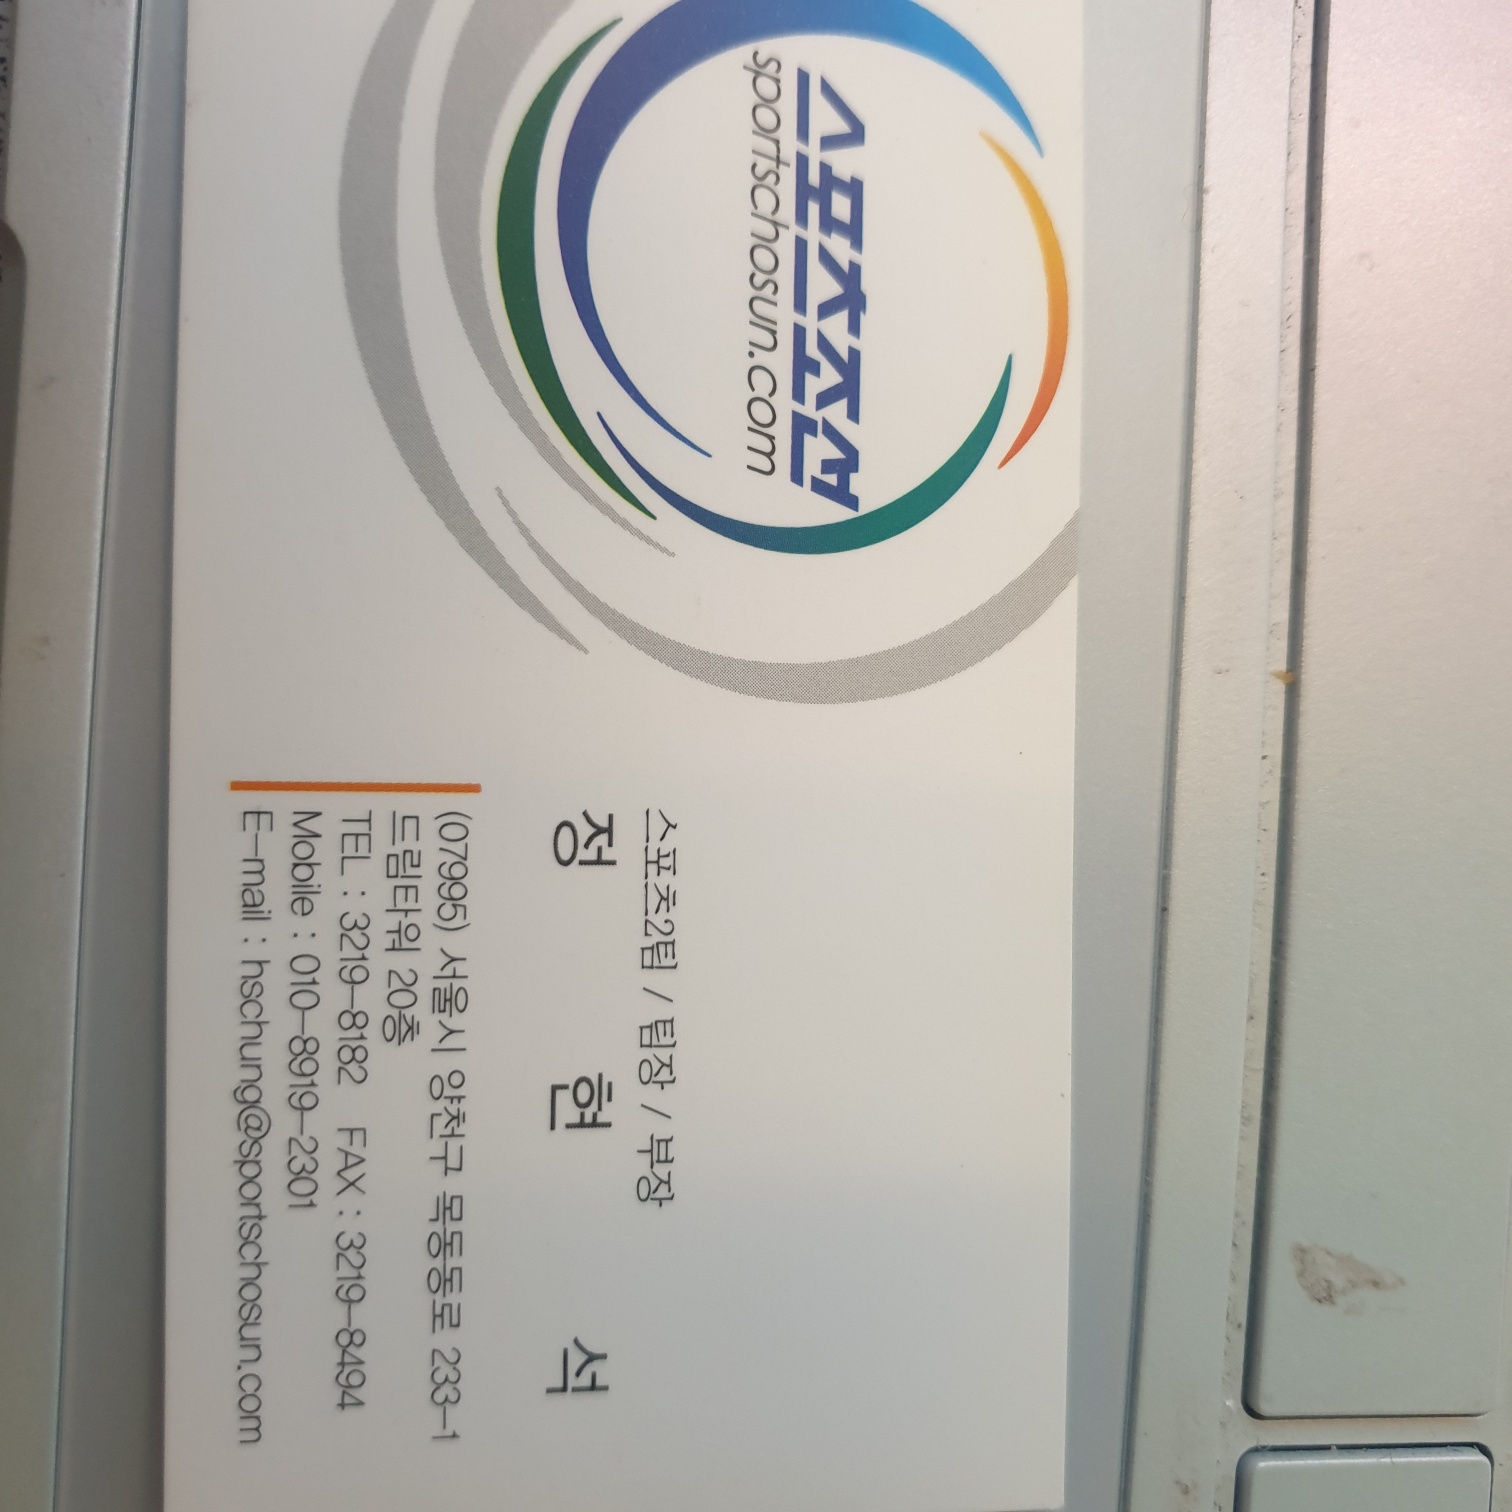 스포츠조선
sportschosun.com
스포츠2팀 / 팀장 / 부장
정 현 석
(07995) 서울시 양천구 목동동로 233-1
드림타워 20층
TEL : 3219-8182 FAX : 3219-8494
Mobile : 010-8919-2301
E-mail : hschung@sportschosun.com